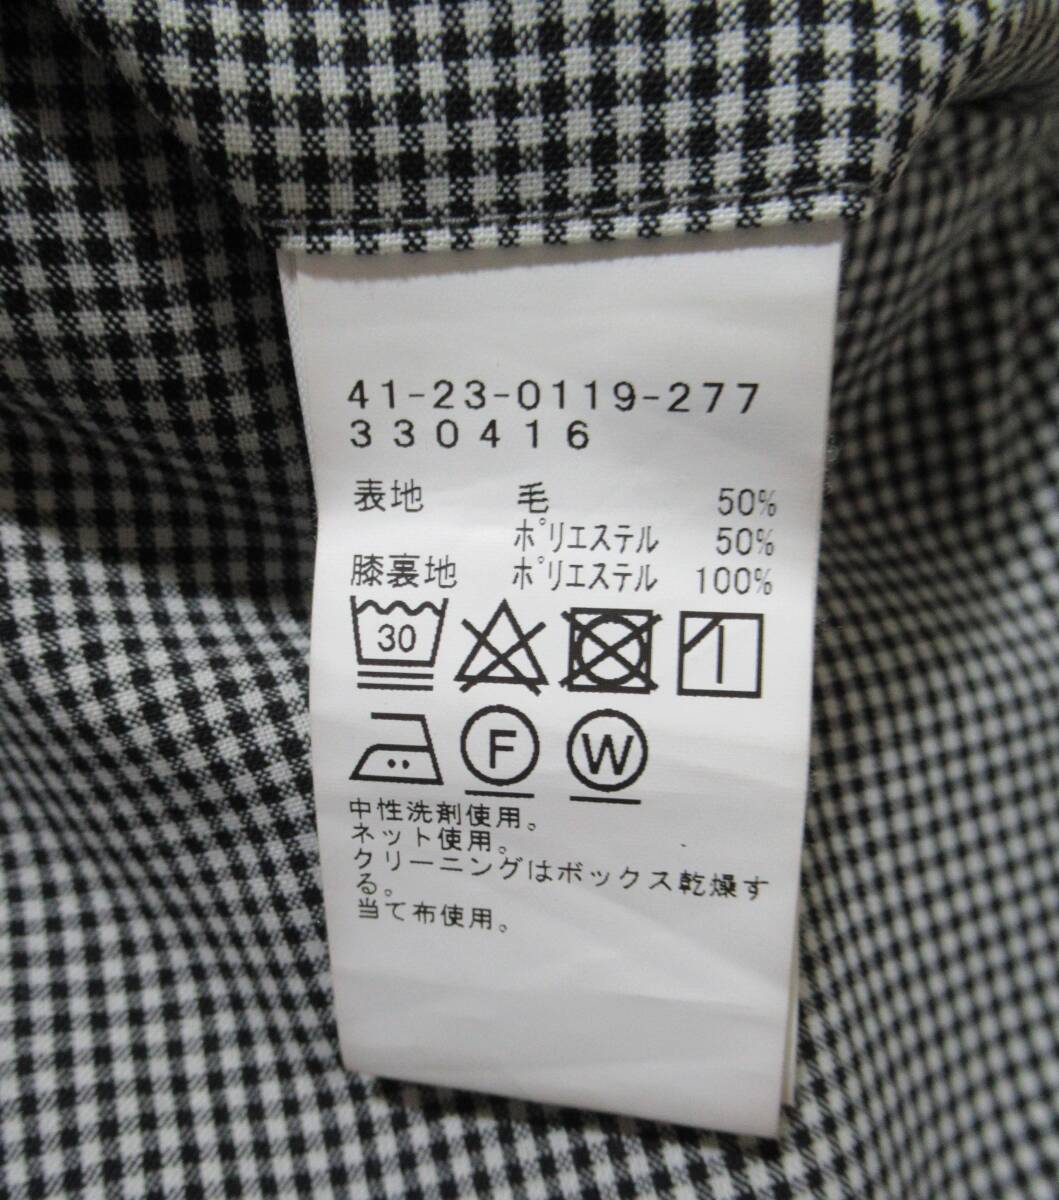 41-23-0119-277
330416
表地 毛 50%
ﾎﾟﾘｴｽﾃﾙ 50%
膝裏地 ﾎﾟﾘｴｽﾃﾙ 100%
30
F W
中性洗剤使用。
ネット使用。
クリーニングはボックス乾燥す
る。
当て布使用。